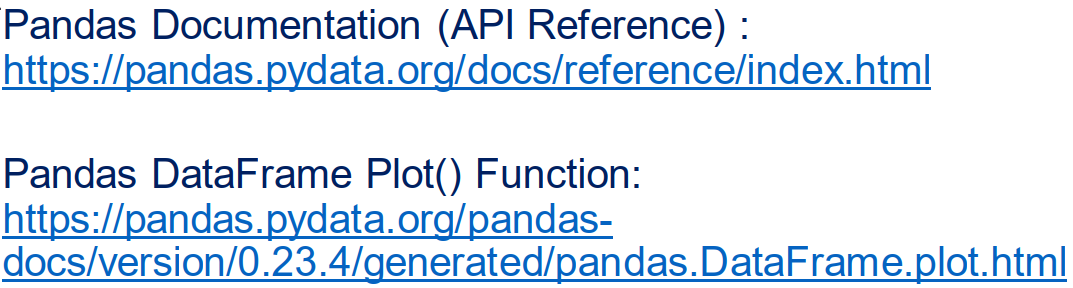 Pandas Documentation (API Reference) :
https://pandas.pydata.org/docs/reference/index.html
Pandas DataFrame Plot() Function:
https://pandas.pydata.org/pandas-
docs/version/0.23.4/generated/pandas.DataFrame.plot.html